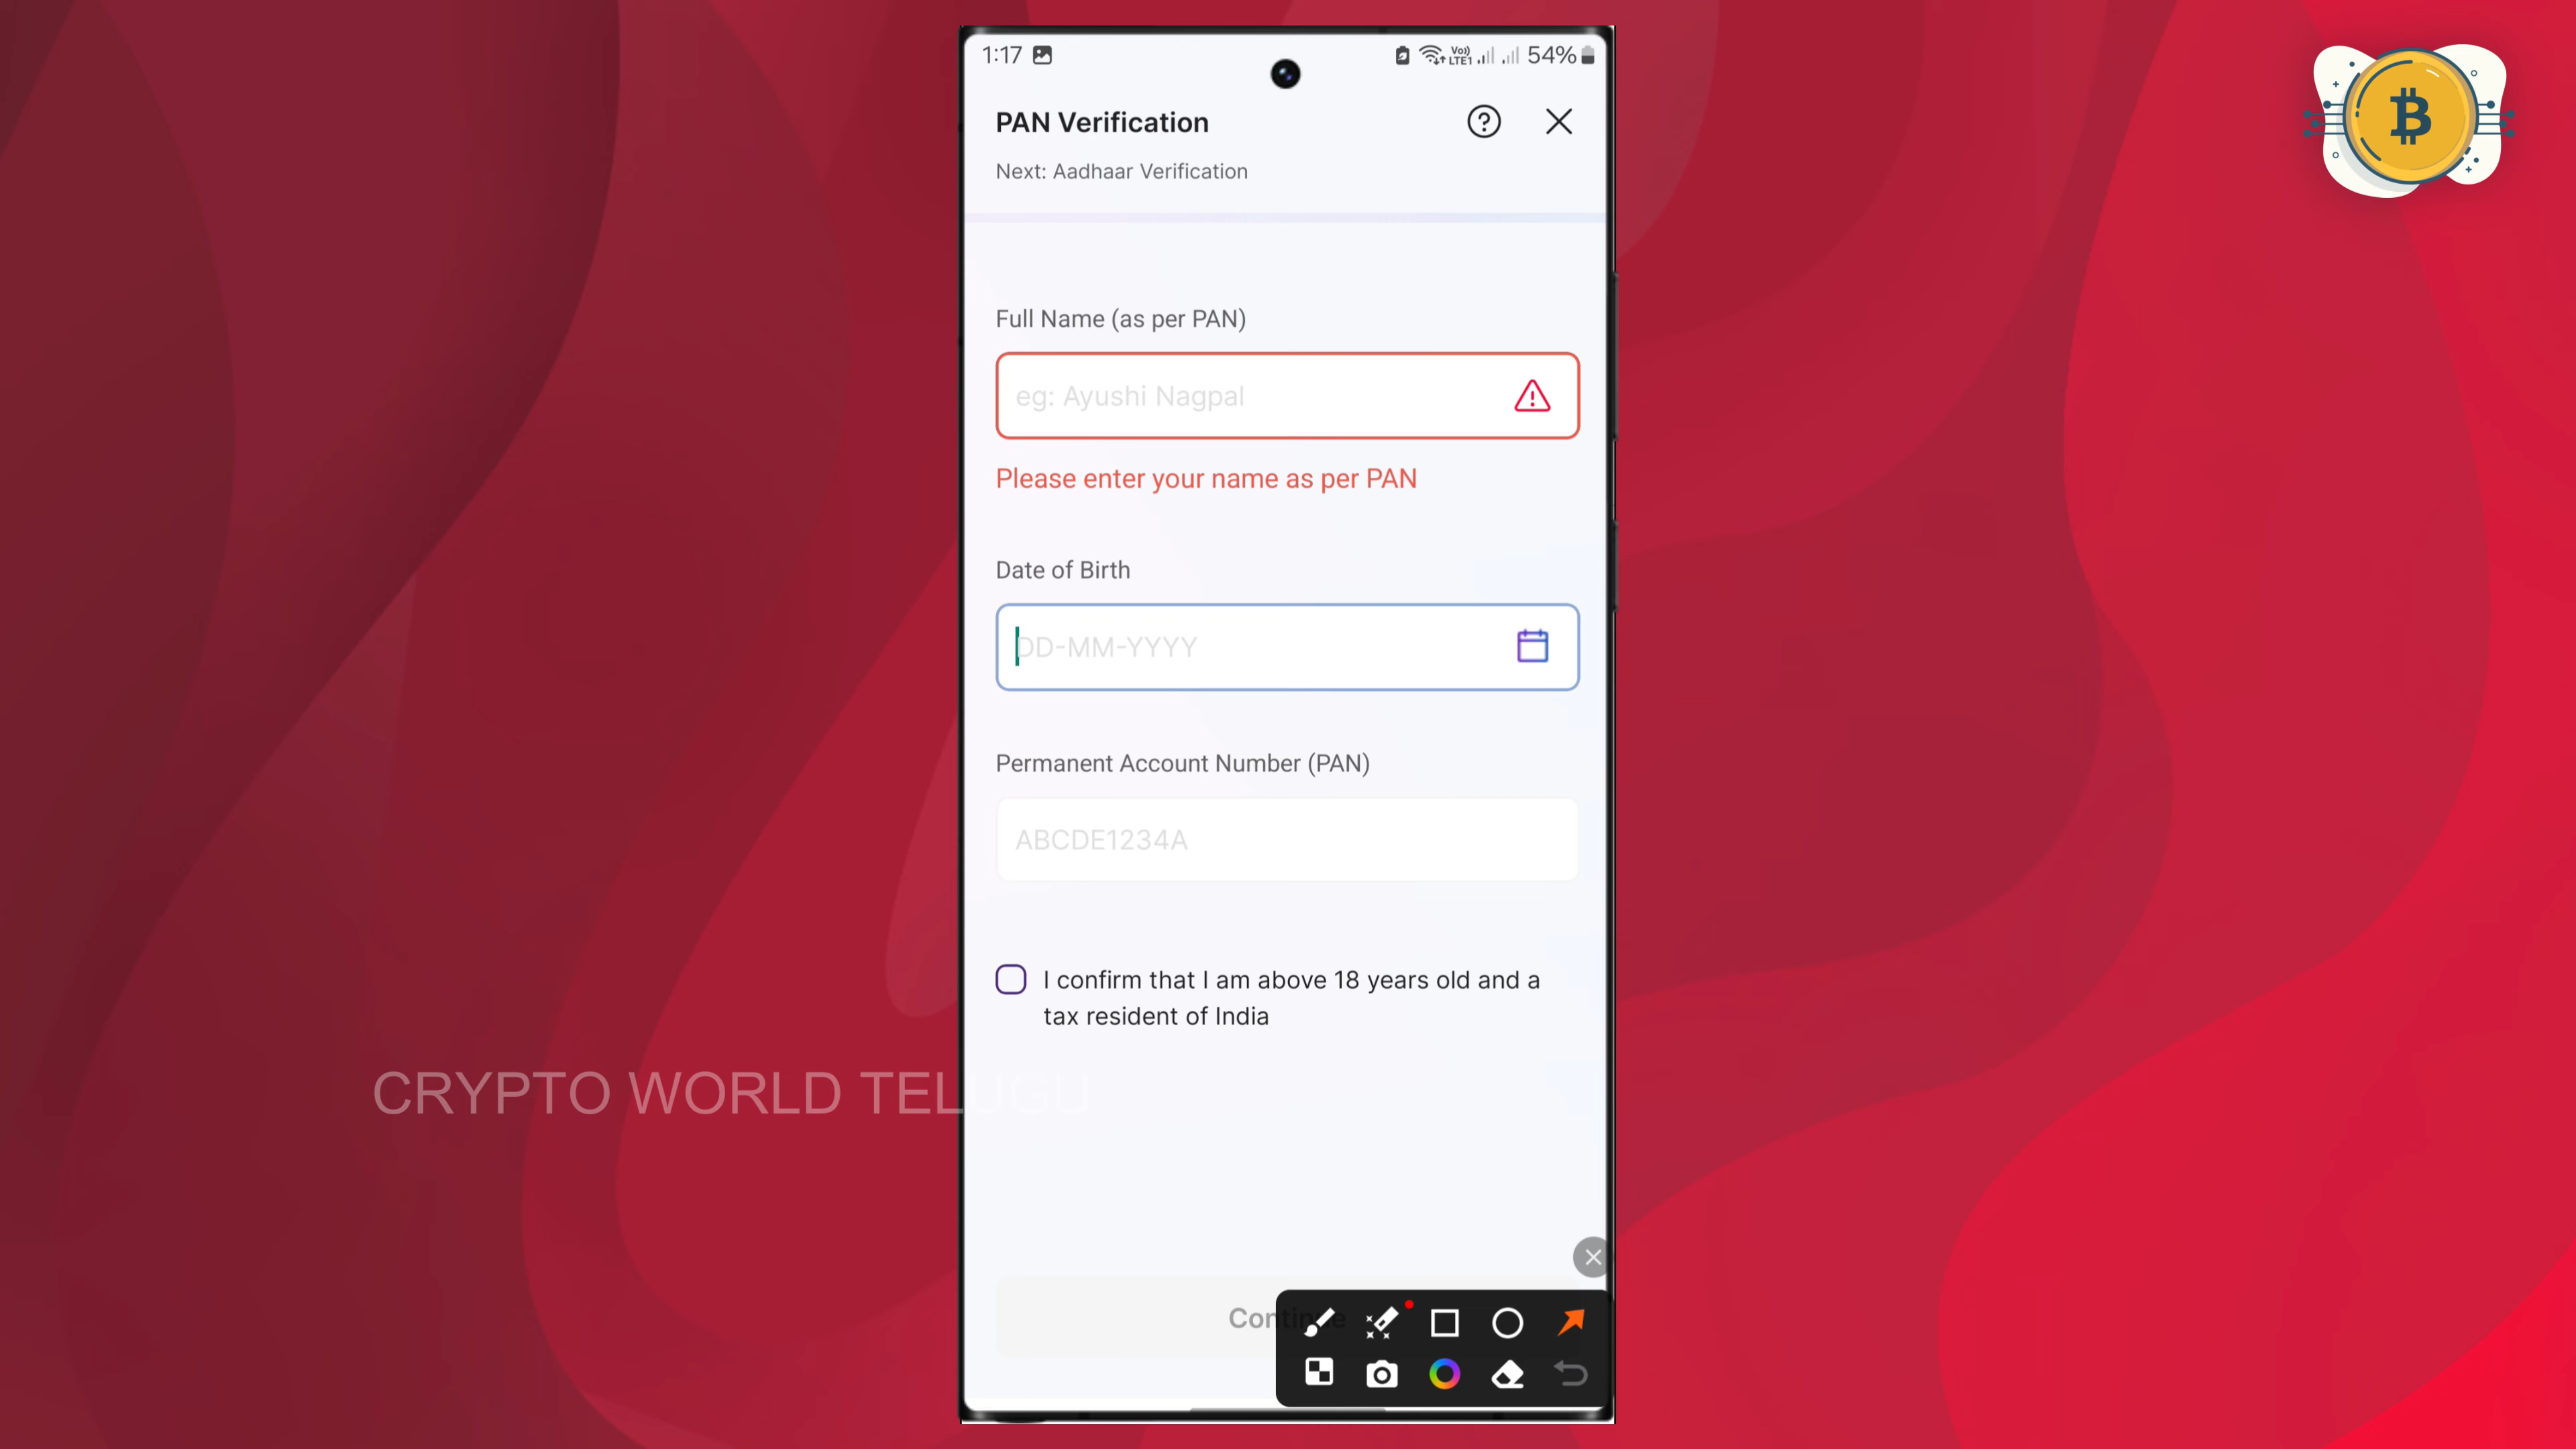 1:17
Vo))
LTE1
54%
PAN Verification
Next: Aadhaar Verification
Full Name (as per PAN)
eg: Ayushi Nagpal
Please enter your name as per PAN
Date of Birth
DD-MM-YYYY
Permanent Account Number (PAN)
ABCDE1234A
I confirm that I am above 18 years old and a
tax resident of India
CRYPTO WORLD TELUGU
Continue